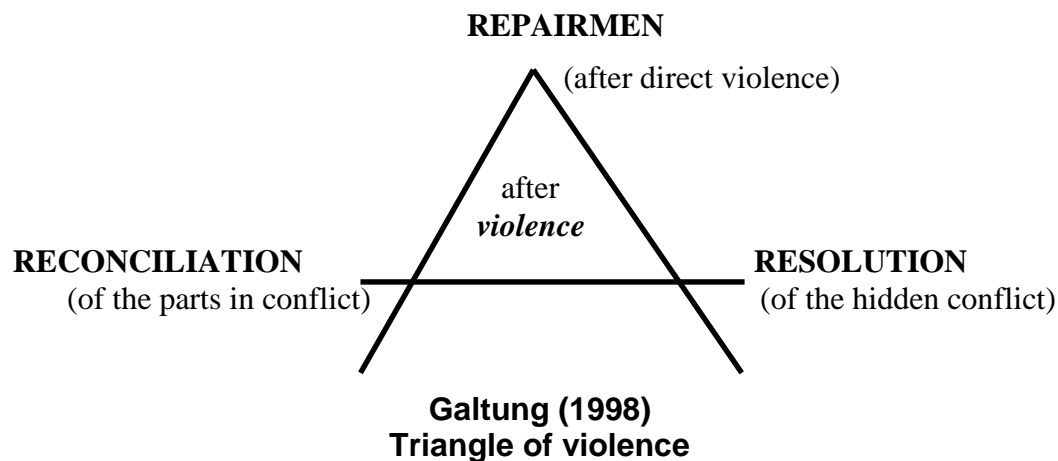 REPAIRMEN
(after direct violence)
after
violence
RECONCILIATION
(of the parts in conflict)
RESOLUTION
(of the hidden conflict)
Galtung (1998)
Triangle of violence